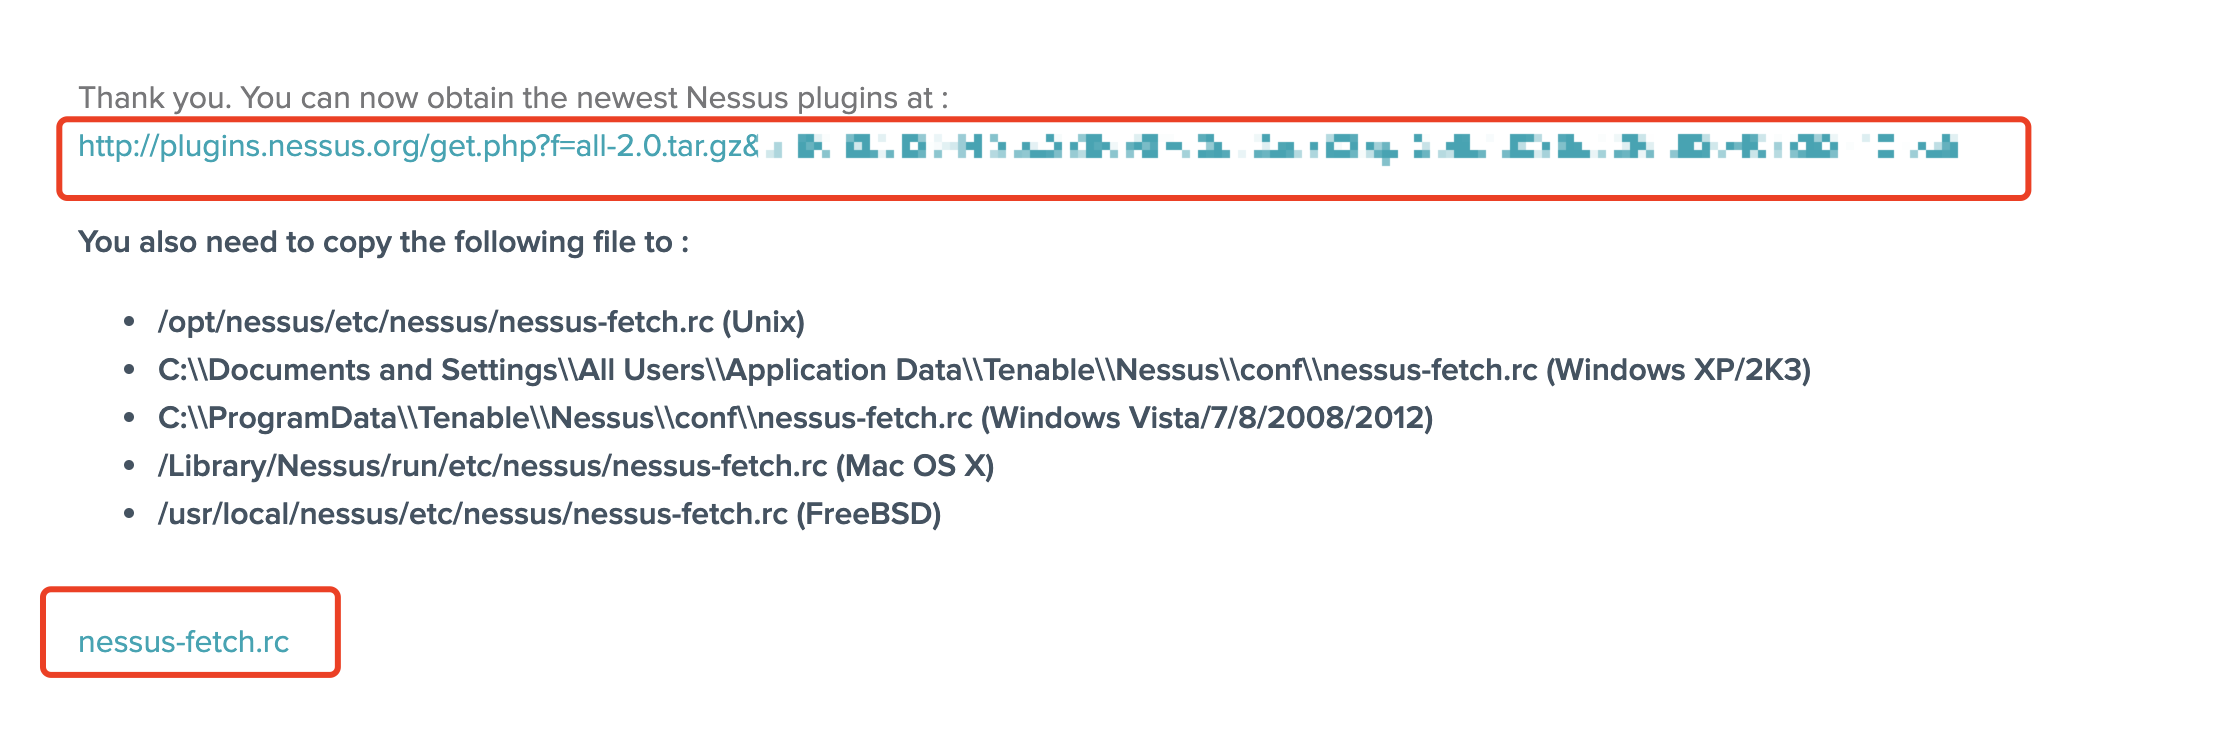 Thank you. You can now obtain the newest Nessus plugins at :
http://plugins.nessus.org/get.php?f=all-2.0.tar.gz&
You also need to copy the following file to :
• /opt/nessus/etc/nessus/nessus-fetch.rc (Unix)
• C:\\Documents and Settings\\All Users\\Application Data\\Tenable\\Nessus\\conf\\nessus-fetch.rc (Windows XP/2K3)
• C:\\ProgramData\\Tenable\\Nessus\\conf\\nessus-fetch.rc (Windows Vista/7/8/2008/2012)
• /Library/Nessus/run/etc/nessus/nessus-fetch.rc (Mac OS X)
• /usr/local/nessus/etc/nessus/nessus-fetch.rc (FreeBSD)
nessus-fetch.rc